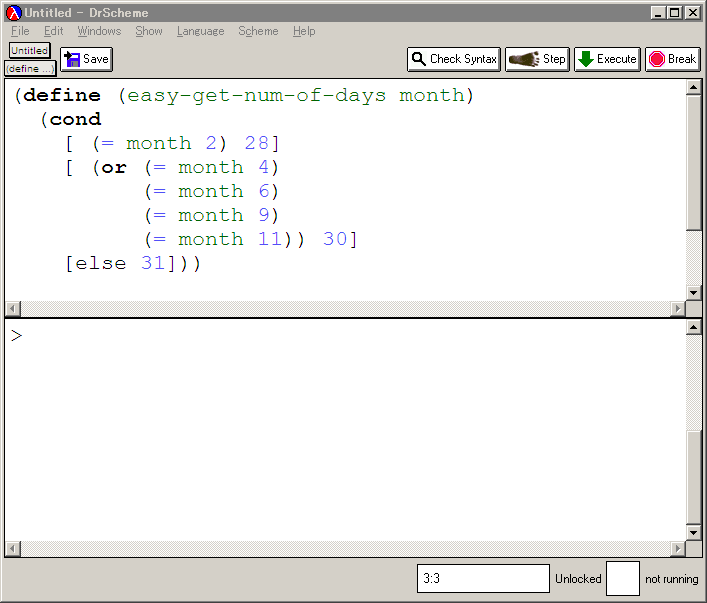 Untitled - DrScheme
File Edit Windows Show Language Scheme Help
Untitled
(define ...)
Save
Check Syntax
Step
Execute
Break
(define (easy-get-num-of-days month)
  (cond
    [ (= month 2) 28]
    [ (or (= month 4)
          (= month 6)
          (= month 9)
          (= month 11)) 30]
    [else 31]))
>
3:3
Unlocked
not running